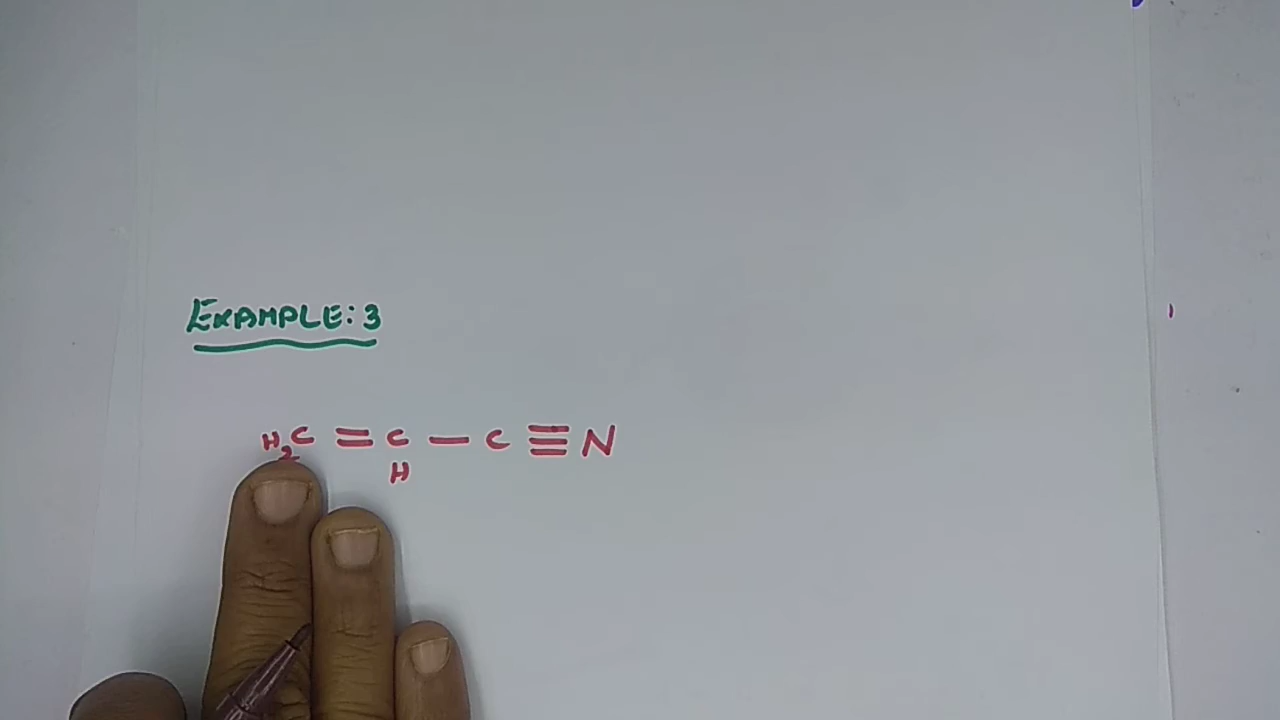 EXAMPLE: 3
H₂C = C — C ≡ N
H